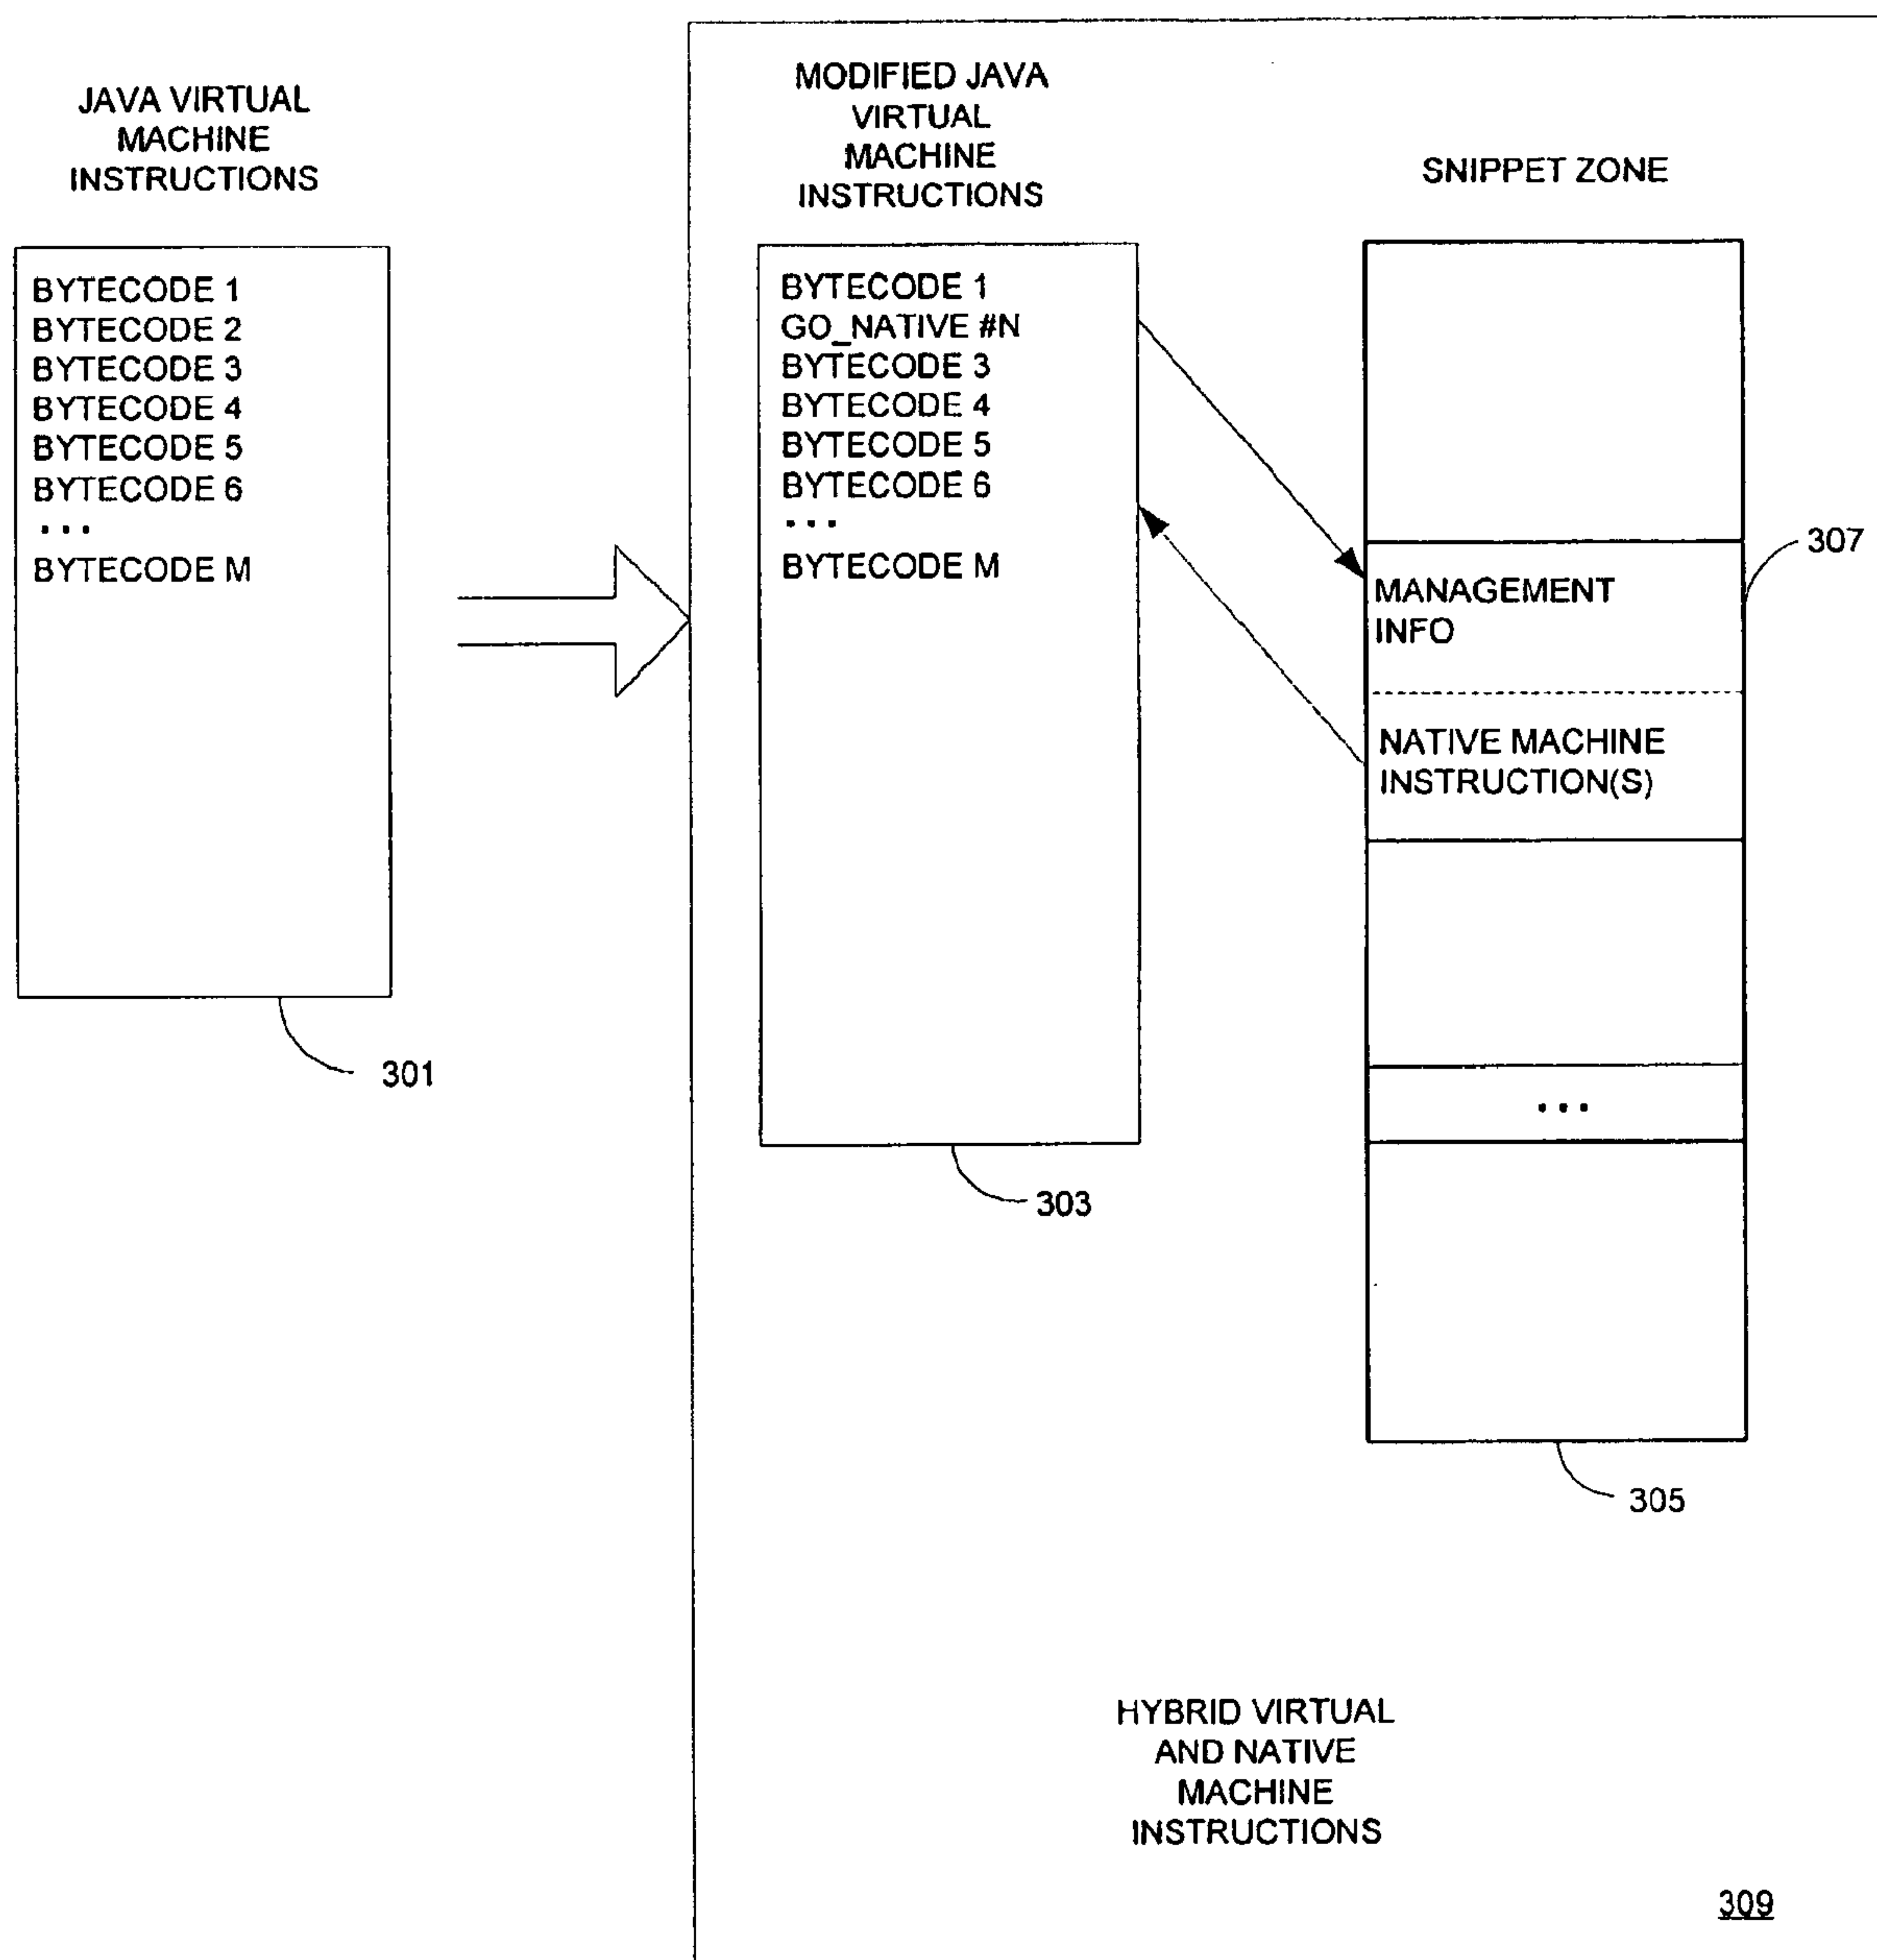 JAVA VIRTUAL
MACHINE
INSTRUCTIONS
BYTECODE 1
BYTECODE 2
BYTECODE 3
BYTECODE 4
BYTECODE 5
BYTECODE 6
...
BYTECODE M
301
MODIFIED JAVA
VIRTUAL
MACHINE
INSTRUCTIONS
BYTECODE 1
GO_NATIVE #N
BYTECODE 3
BYTECODE 4
BYTECODE 5
BYTECODE 6
...
BYTECODE M
303
SNIPPET ZONE
307
MANAGEMENT
INFO
NATIVE MACHINE
INSTRUCTION(S)
...
305
HYBRID VIRTUAL
AND NATIVE
MACHINE
INSTRUCTIONS
309